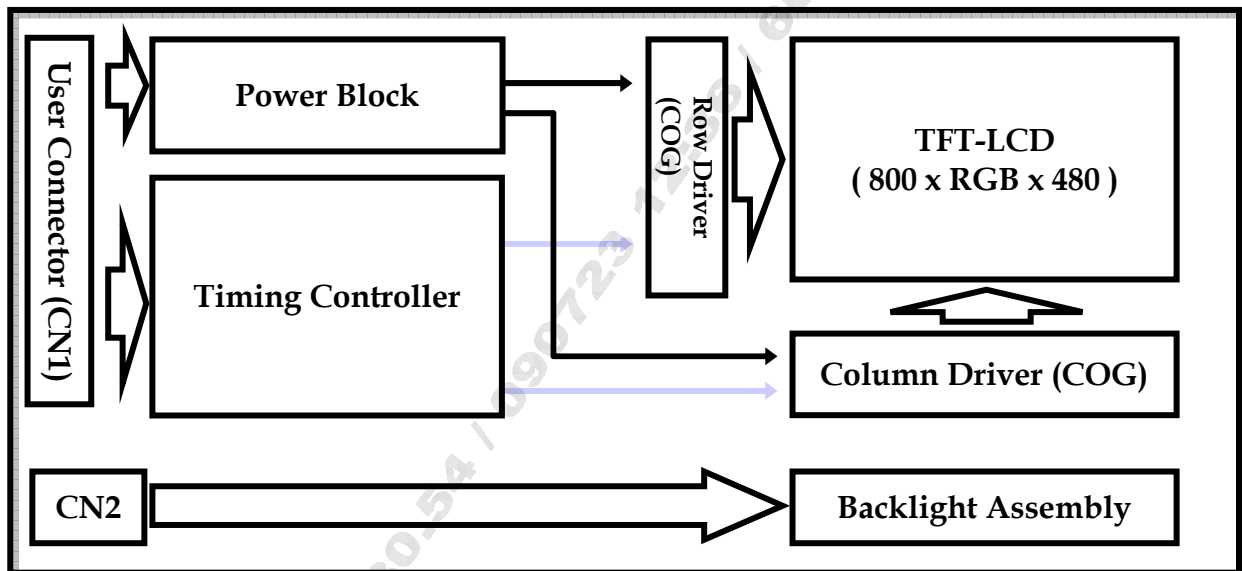 User Connector (CN1)
Power Block
Row Driver
(COG)
TFT-LCD
( 800 x RGB x 480 )
Timing Controller
Column Driver (COG)
CN2
Backlight Assembly